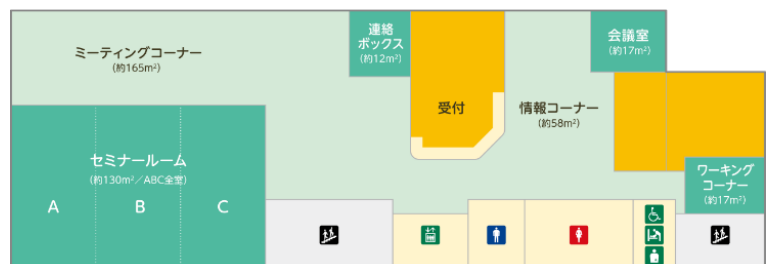 ミーティングコーナー
(約165m²)
連絡
ボックス
(約12m²)
受付
情報コーナー
(約58m²)
会議室
(約17m²)
セミナールーム
(約130m²/ABC全室)
A
B
C
ワーキング
コーナー
(約17m²)